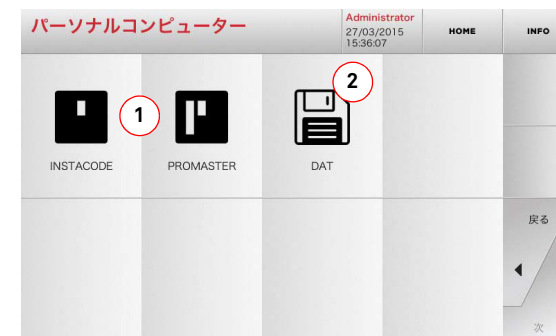 パーソナルコンピューター
Administrator
27/03/2015
15:36:07
HOME
INFO
1
2
INSTACODE
PROMASTER
DAT
戻る
次